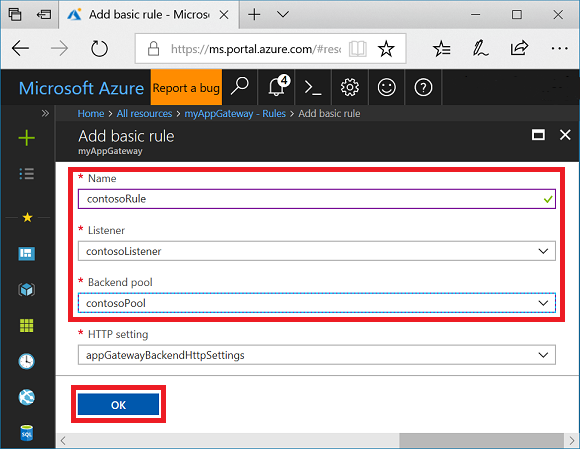 Add basic rule - Microso
https://ms.portal.azure.com/#resc
Microsoft Azure
Report a bug
4
Home > All resources > myAppGateway - Rules > Add basic rule
Add basic rule
myAppGateway
* Name
contosoRule
* Listener
contosoListener
* Backend pool
contosoPool
* HTTP setting
appGatewayBackendHttpSettings
OK
SQL